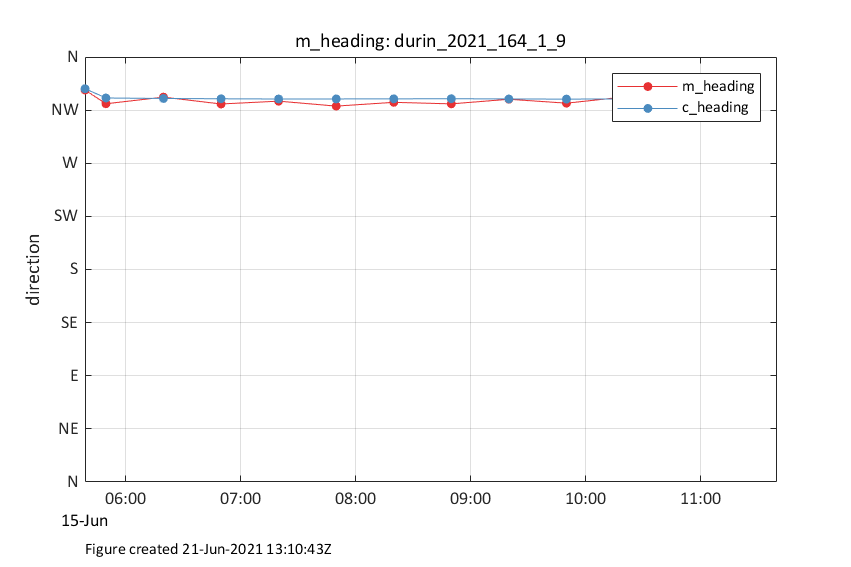 m_heading: durin_2021_164_1_9
N
m_heading
c_heading
NW
W
SW
S
SE
E
NE
N
direction
06:00 07:00 08:00 09:00 10:00 11:00
15-Jun
Figure created 21-Jun-2021 13:10:43Z